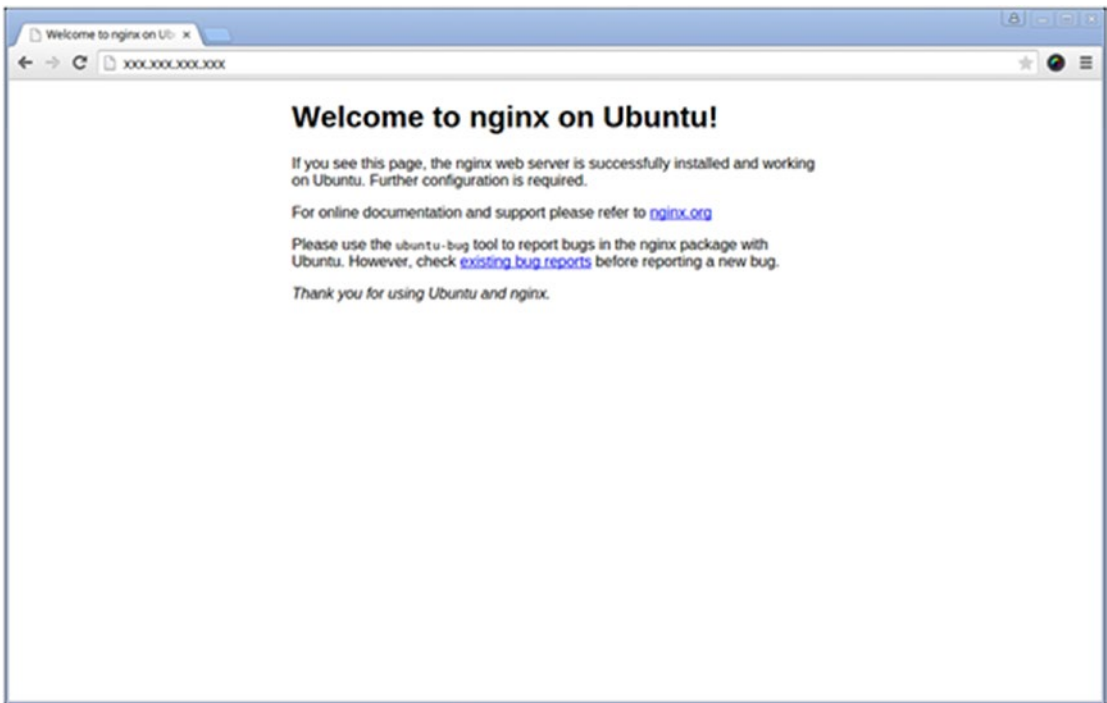 Welcome to nginx on Ub
xxx.xxx.xxx.xxx
Welcome to nginx on Ubuntu!
If you see this page, the nginx web server is successfully installed and working
on Ubuntu. Further configuration is required.
For online documentation and support please refer to nginx.org
Please use the ubuntu-bug tool to report bugs in the nginx package with
Ubuntu. However, check existing bug reports before reporting a new bug.
Thank you for using Ubuntu and nginx.